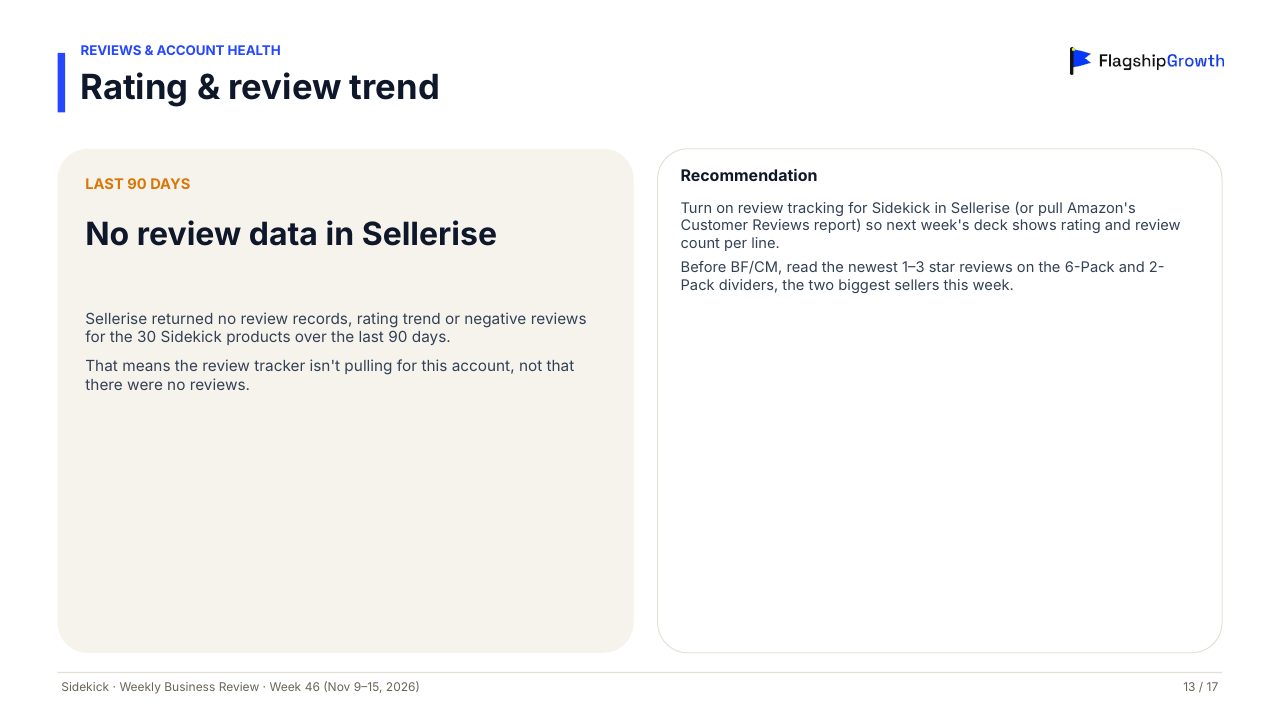 REVIEWS & ACCOUNT HEALTH
Rating & review trend
FlagshipGrowth
LAST 90 DAYS
No review data in Sellerise
Sellerise returned no review records, rating trend or negative reviews
for the 30 Sidekick products over the last 90 days.
That means the review tracker isn't pulling for this account, not that
there were no reviews.
Recommendation
Turn on review tracking for Sidekick in Sellerise (or pull Amazon's
Customer Reviews report) so next week's deck shows rating and review
count per line.
Before BF/CM, read the newest 1–3 star reviews on the 6-Pack and 2-
Pack dividers, the two biggest sellers this week.
Sidekick · Weekly Business Review · Week 46 (Nov 9–15, 2026)
13 / 17